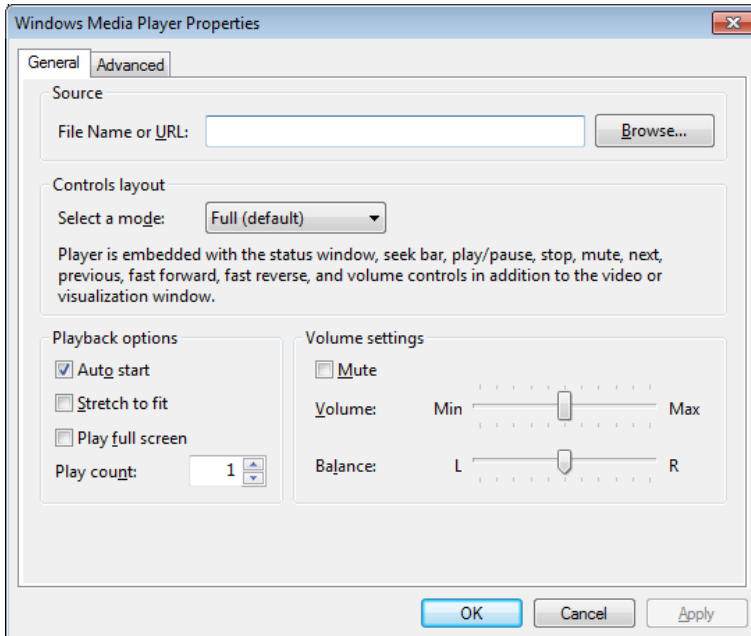 Windows Media Player Properties
General Advanced
Source
File Name or URL: Browse...
Controls layout
Select a mode: Full (default)
Player is embedded with the status window, seek bar, play/pause, stop, mute, next,
previous, fast forward, fast reverse, and volume controls in addition to the video or
visualization window.
Playback options
Auto start
Stretch to fit
Play full screen
Play count: 1
Volume settings
Mute
Volume: Min Max
Balance: L R
OK Cancel Apply